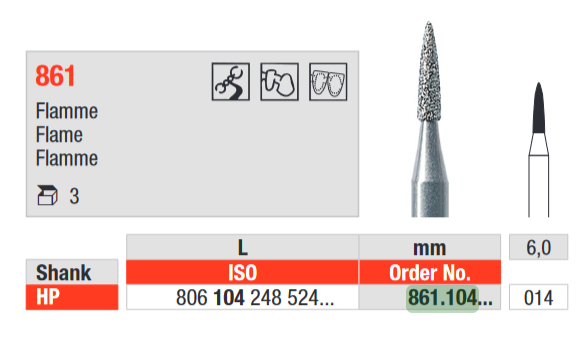 861
Flamme
Flame
Flamme
3
L mm 6,0
Shank ISO Order No.
HP 806 104 248 524... 861.104... 014